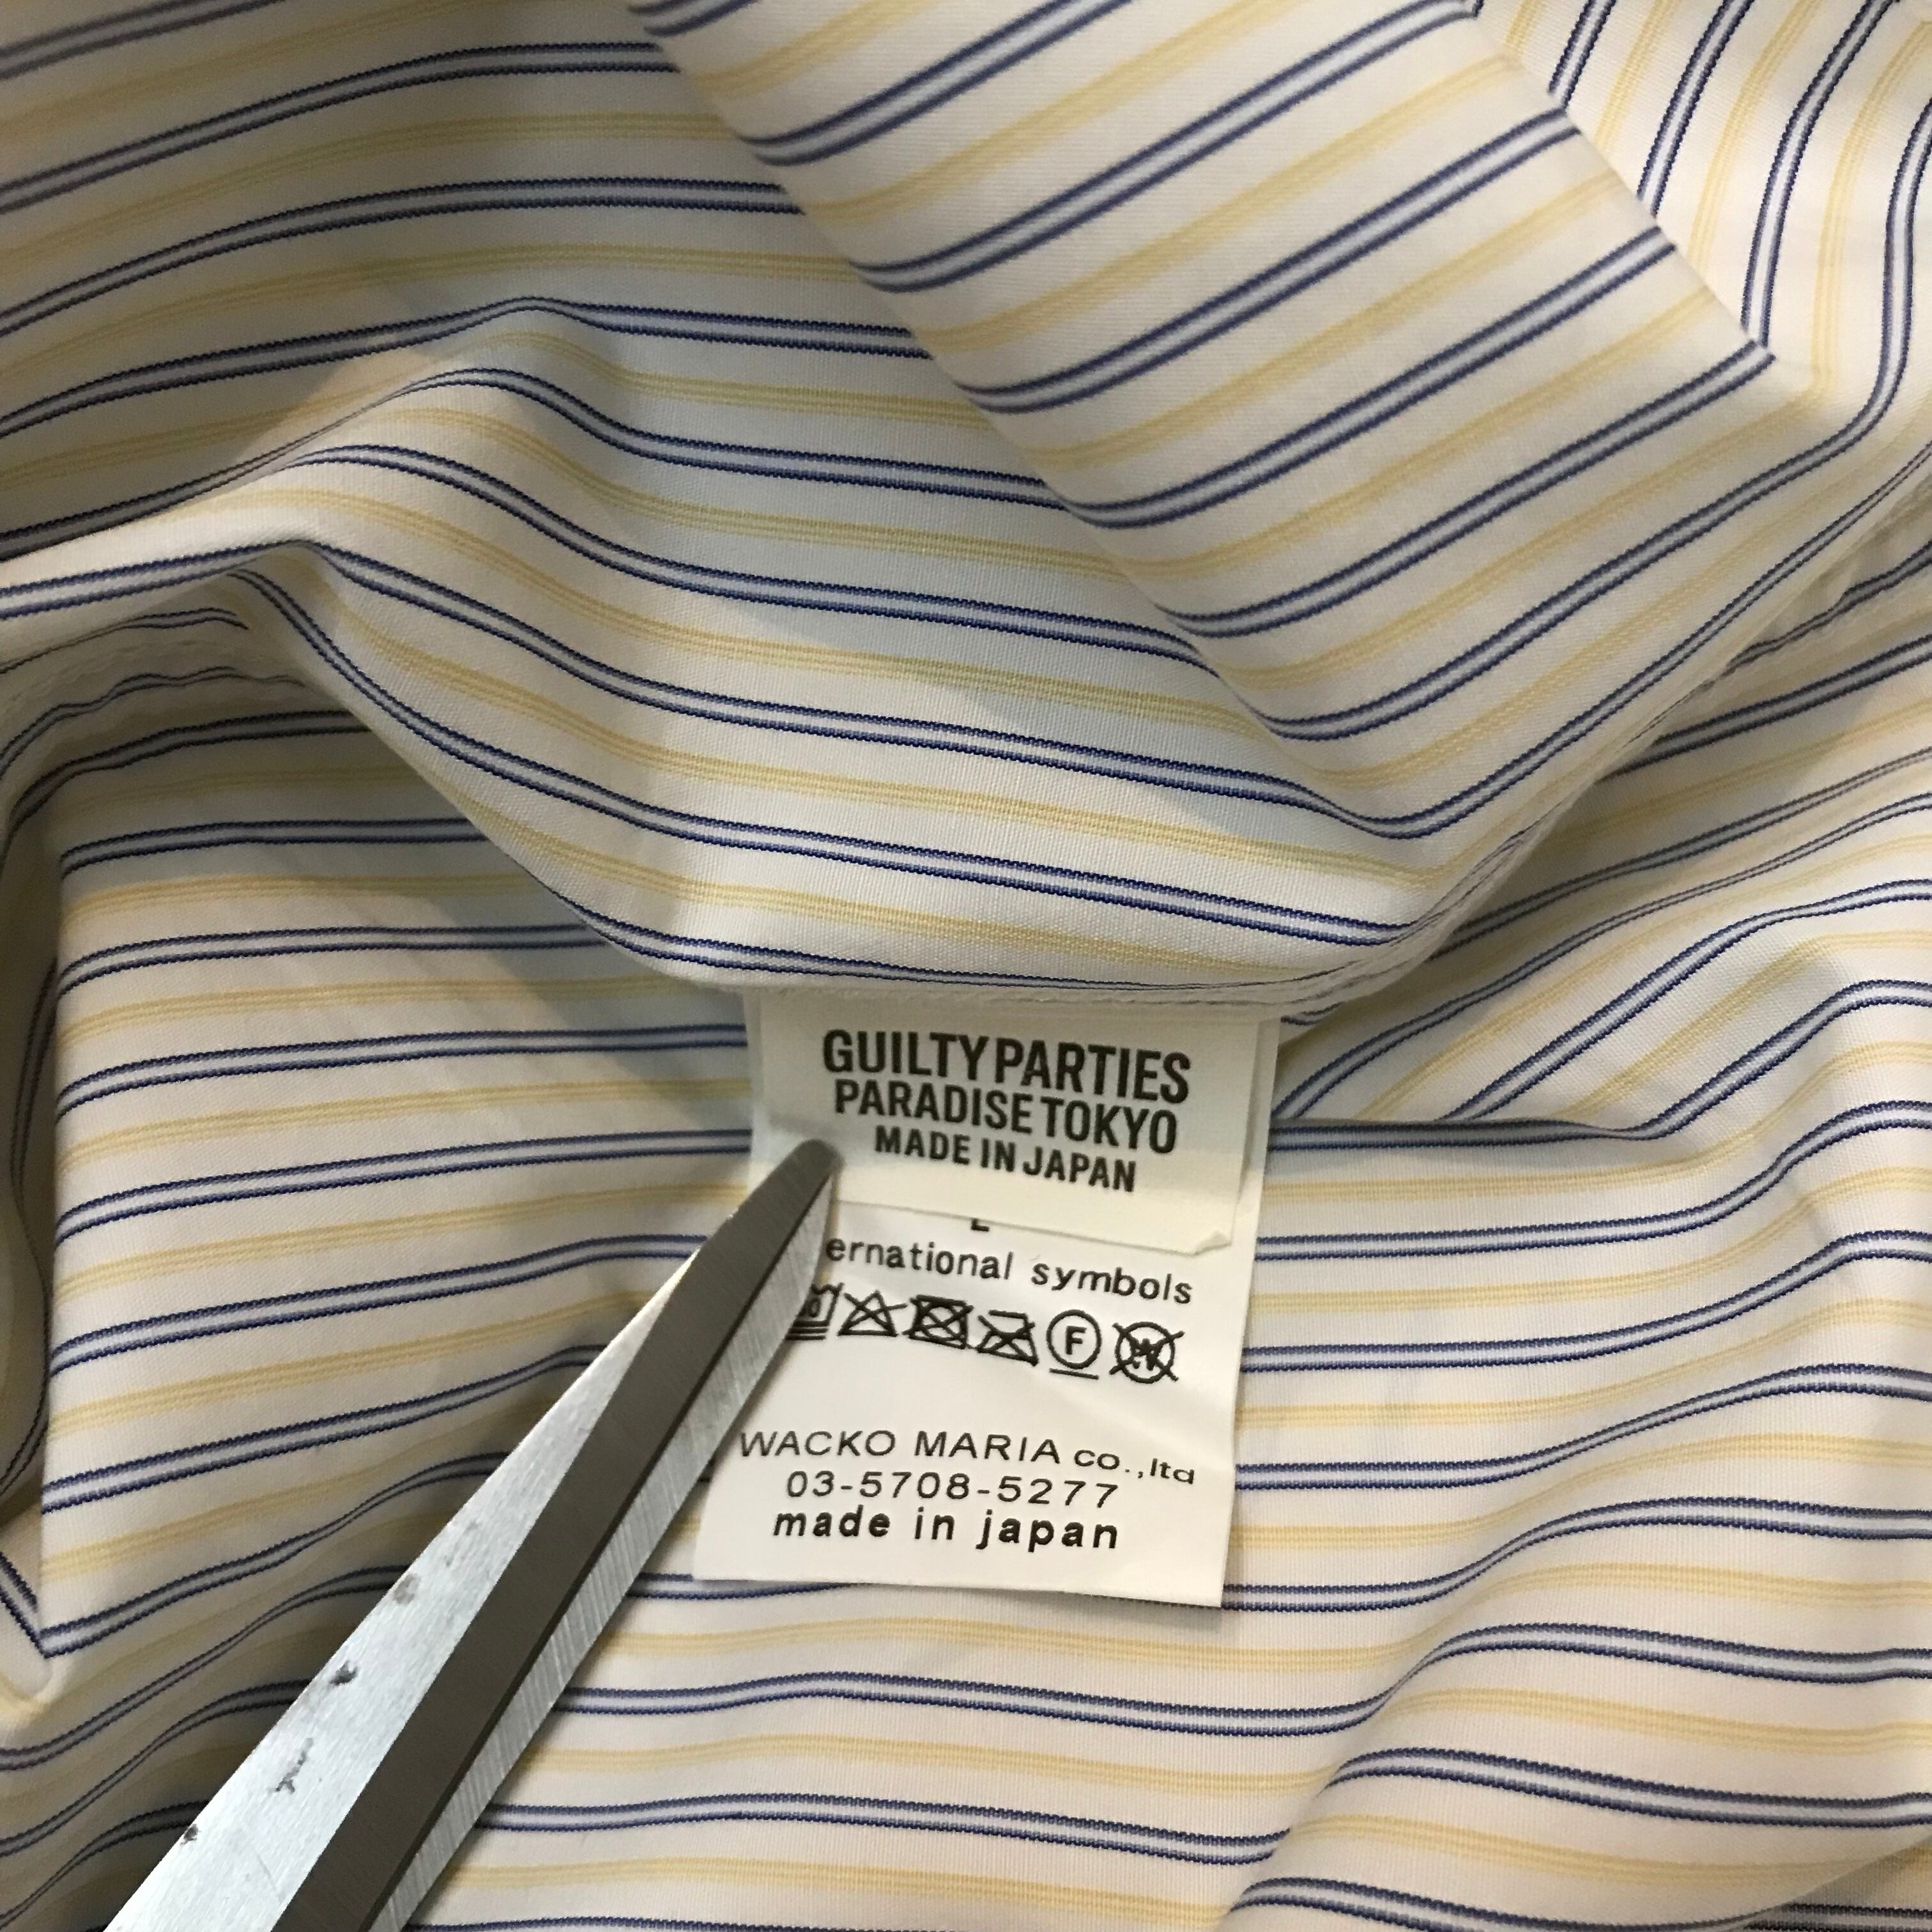 GUILTY PARTIES
PARADISE TOKYO
MADE IN JAPAN
ernational symbols
F
W
WACKO MARIA co.,ltd
03-5708-5277
made in japan